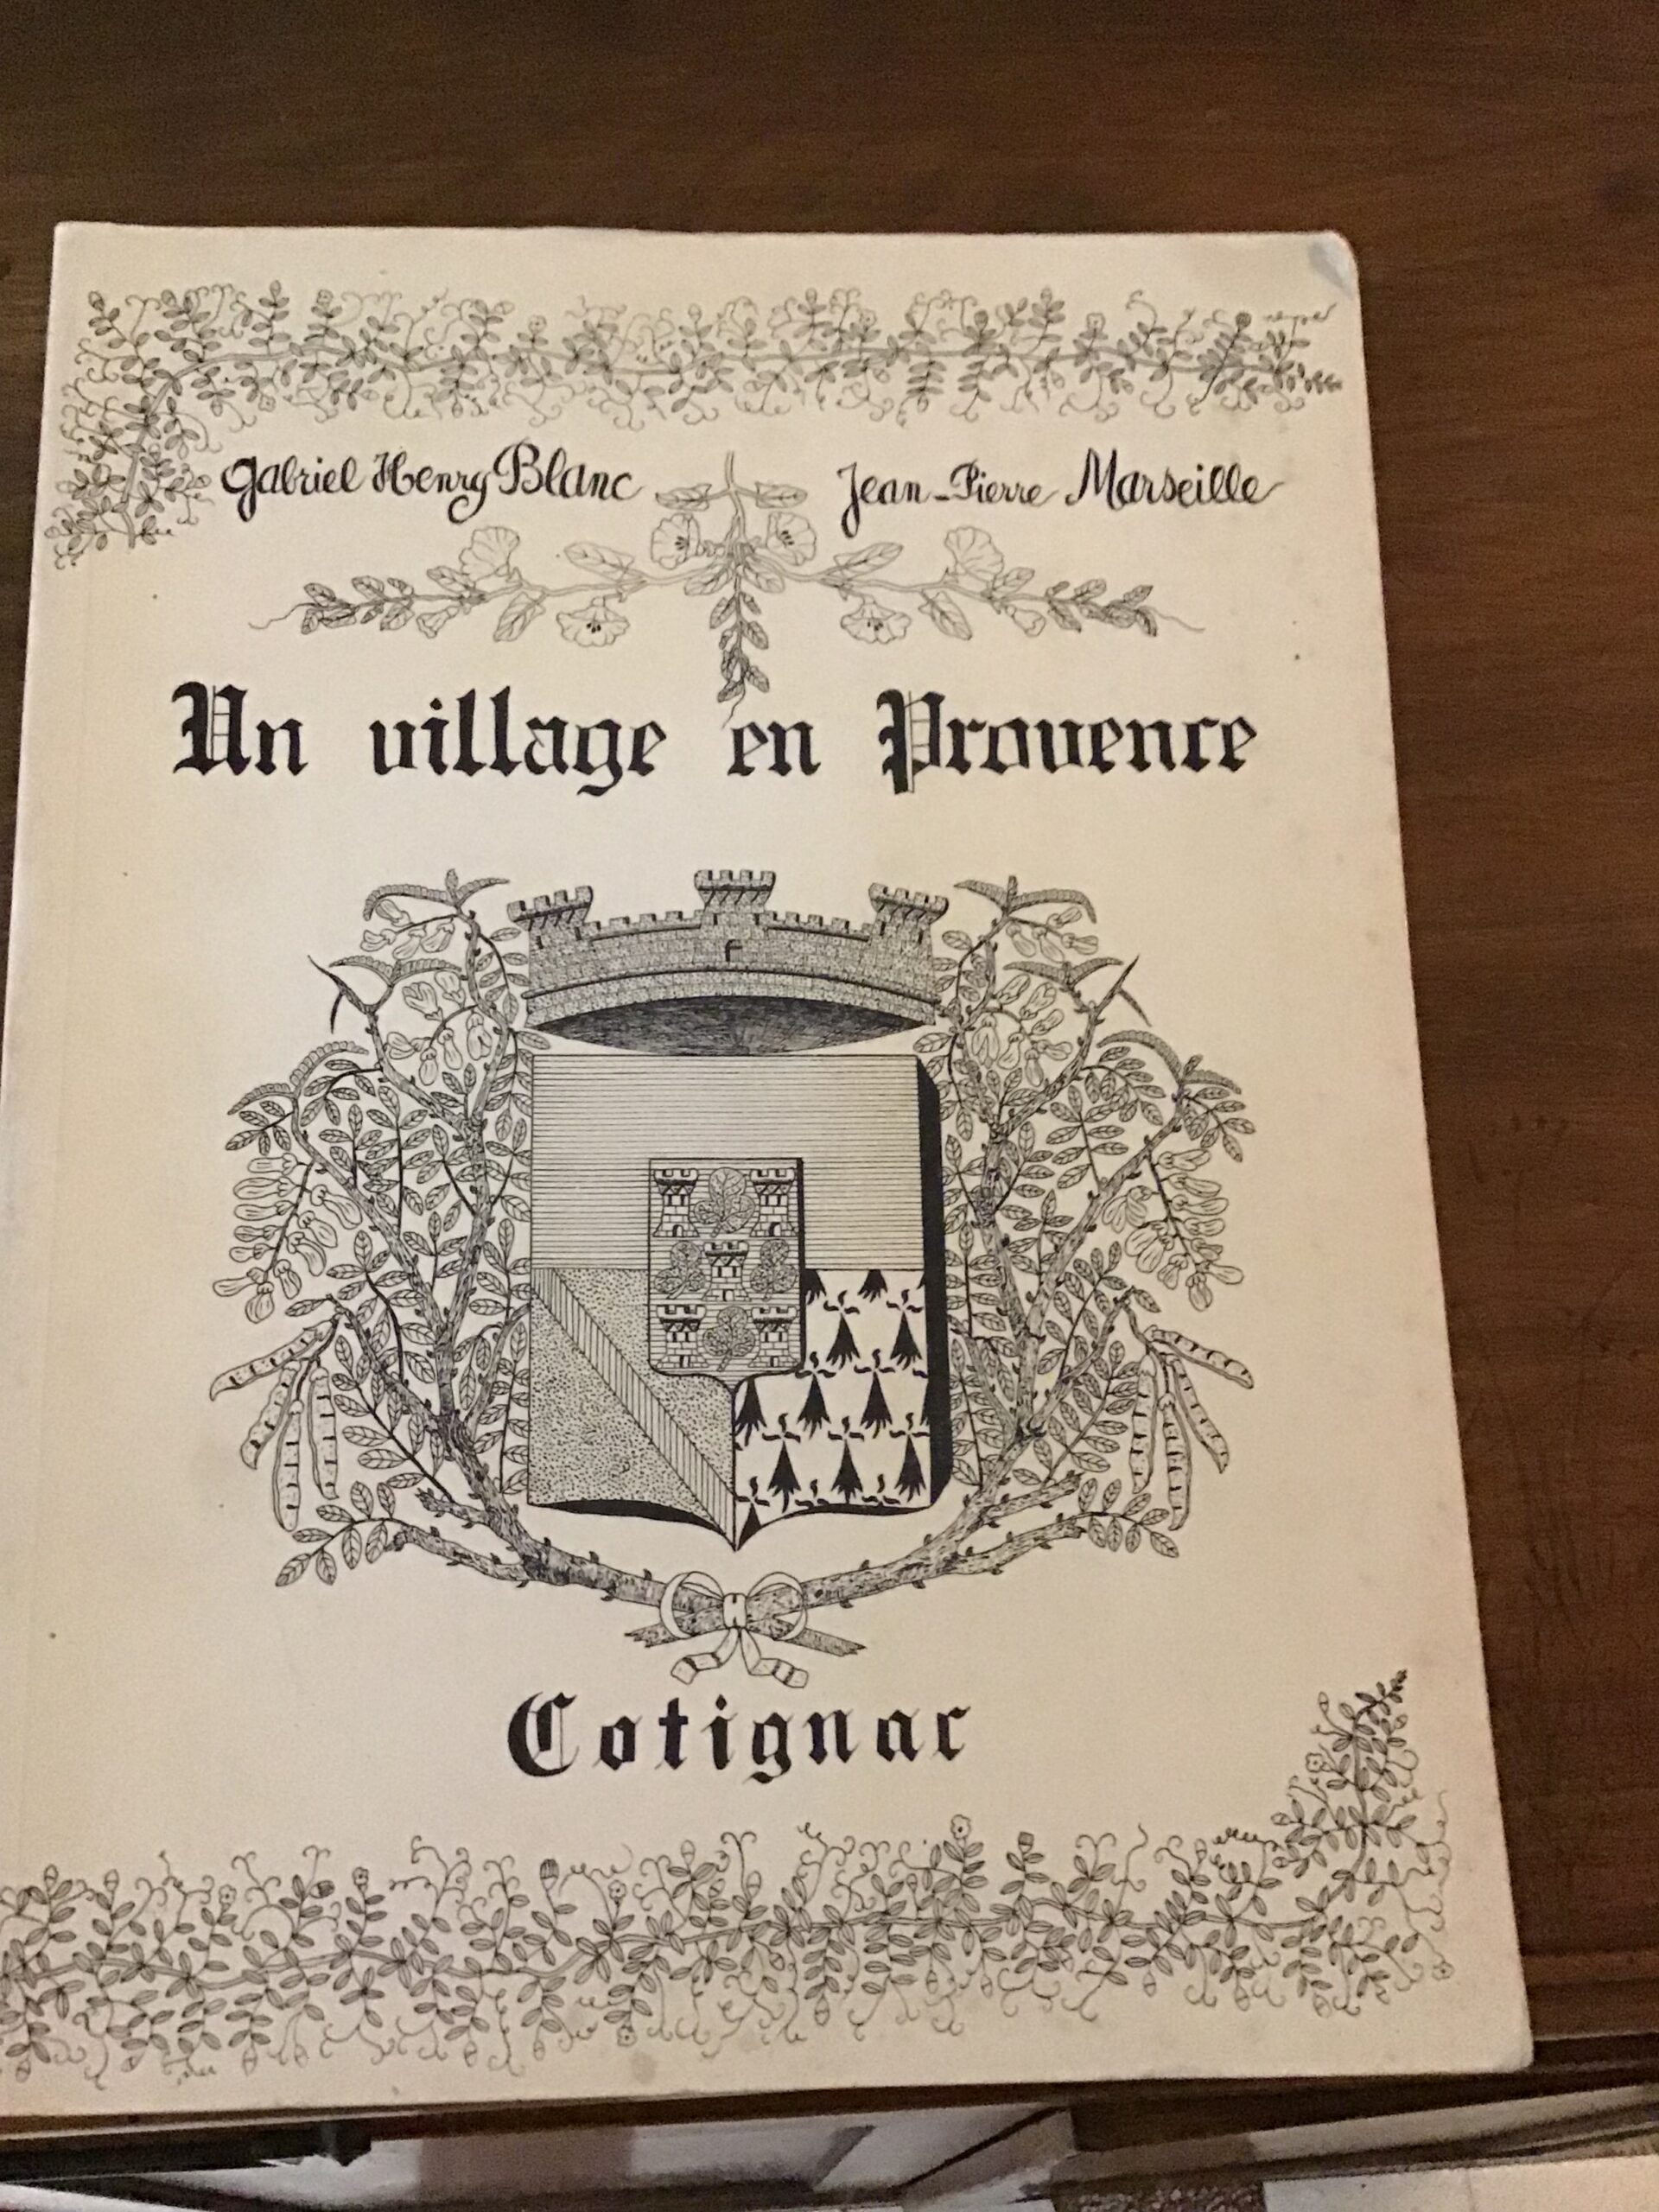 Gabriel Henry Blanc
Jean-Pierre Marseille
Un village en Provence
Cotignac